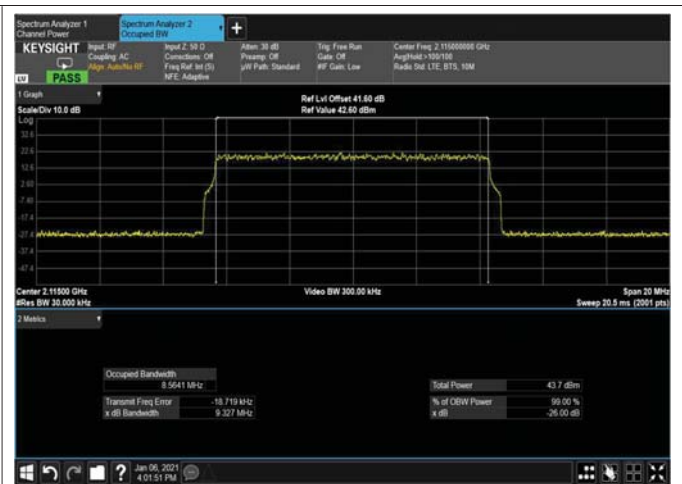 Spectrum Analyzer 1
Channel Power
Spectrum Analyzer 2
Occupied BW
+
KEYSIGHT
LV
PASS
Input: RF
Coupling: AC
Align: Auto/No RF
Input Z: 50 Ω
Corrections: Off
Freq Ref: Int (S)
NFE: Adaptive
Atten: 38 dB
Preamp: Off
µW Path: Standard
Trig: Free Run
Gate: Off
#IF Gain: Low
Center Freq: 2.115000000 GHz
Avg|Hold:>100/100
Radio Std: LTE, BTS, 10M
1 Graph
Scale/Div 10.0 dB
Ref Lvl Offset 41.60 dB
Ref Value 42.60 dBm
Log
32.6
22.6
12.6
2.60
-7.40
-17.4
-27.4
-37.4
-47.4
Center 2.11500 GHz
#Res BW 30.000 kHz
Video BW 300.00 kHz
Span 20 MHz
Sweep 20.5 ms (2001 pts)
2 Metrics
Occupied Bandwidth
8.5641 MHz
Transmit Freq Error -18.719 kHz
x dB Bandwidth 9.327 MHz
Total Power 43.7 dBm
% of OBW Power 99.00 %
x dB -26.00 dB
?
Jan 06, 2021
4:01:51 PM